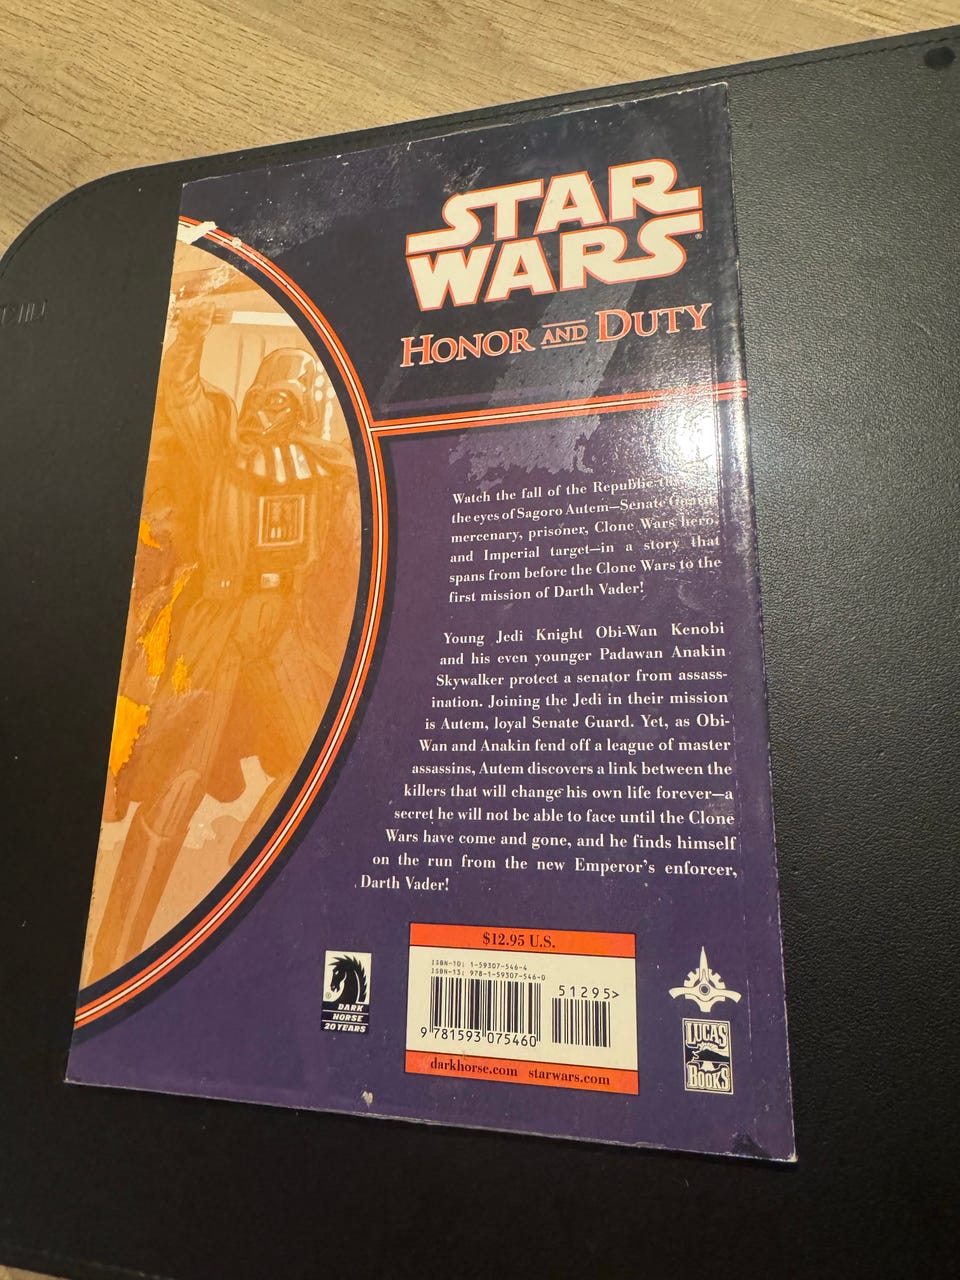 STAR
WARS®
HONOR AND DUTY
Watch the fall of the Republic
the eyes of Sagoro Autem—Senate Guard,
mercenary, prisoner, Clone Wars hero,
and Imperial target—in a story that
spans from before the Clone Wars to the
first mission of Darth Vader!
Young Jedi Knight Obi-Wan Kenobi
and his even younger Padawan Anakin
Skywalker protect a senator from assass-
ination. Joining the Jedi in their mission
is Autem, loyal Senate Guard. Yet, as Obi-
Wan and Anakin fend off a league of master
assassins, Autem discovers a link between the
killers that will change his own life forever—a
secret he will not be able to face until the Clone
Wars have come and gone, and he finds himself
on the run from the new Emperor's enforcer,
Darth Vader!
$12.95 U.S.
ISBN-10: 1-59307-546-4
ISBN-13: 978-1-59307-546-0
51295>
9 781593 075460
darkhorse.com starwars.com
®
DARK
HORSE
20 YEARS
LUCAS
BOOKS